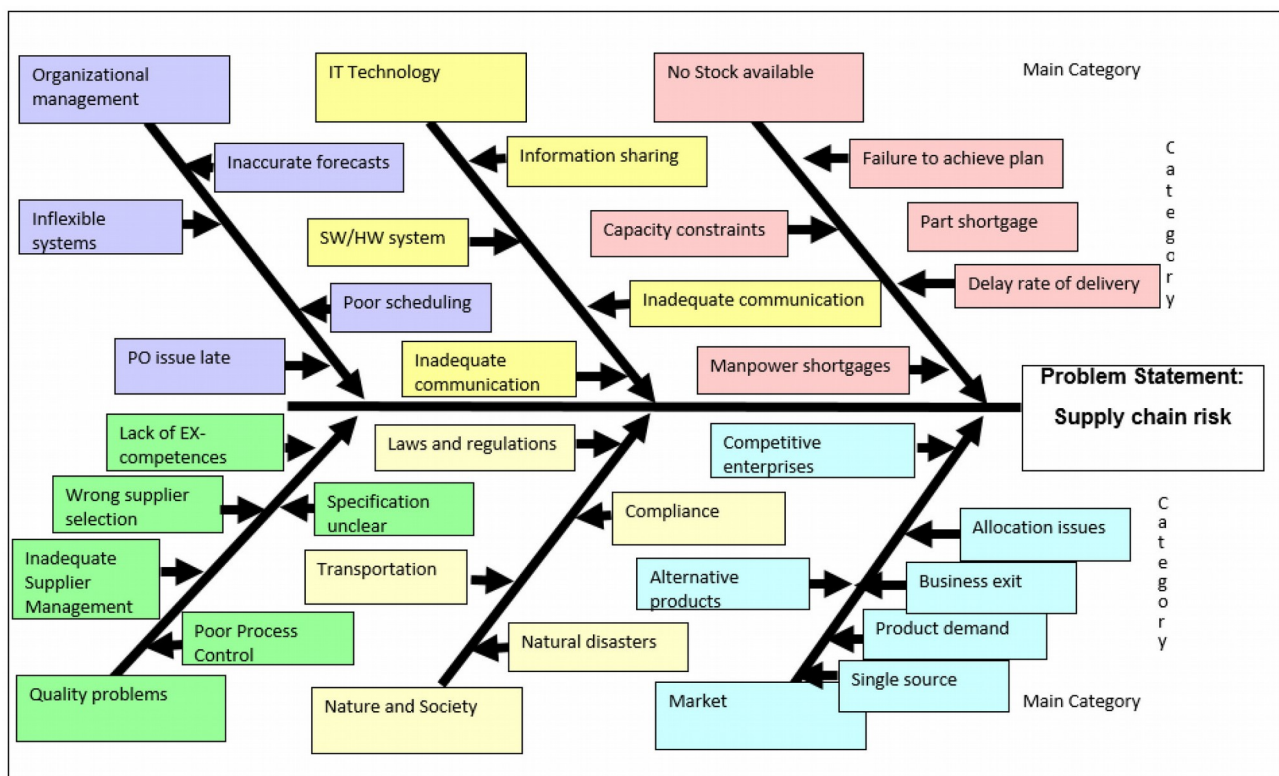 Organizational
management
IT Technology
No Stock available
Main Category
Inaccurate forecasts
Information sharing
Failure to achieve plan
Category
Inflexible
systems
SW/HW system
Capacity constraints
Part shortgage
Poor scheduling
Inadequate communication
Delay rate of delivery
PO issue late
Inadequate
communication
Manpower shortgages
Problem Statement:
Supply chain risk
Lack of EX-
competences
Laws and regulations
Competitive
enterprises
Wrong supplier
selection
Specification
unclear
Compliance
Allocation issues
Category
Inadequate
Supplier
Management
Transportation
Alternative
products
Business exit
Poor Process
Control
Natural disasters
Product demand
Single source
Quality problems
Nature and Society
Market
Main Category